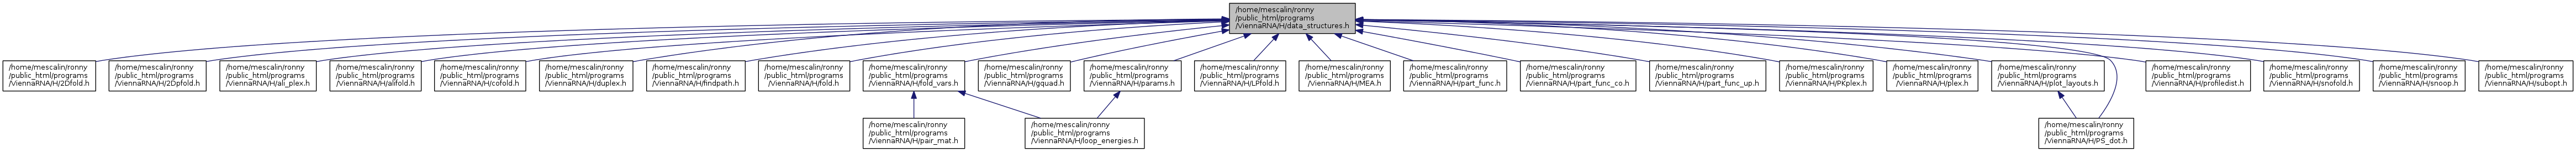 /home/mescalin/ronny
/public_html/programs
/viennaRNA/H/data_structures.h
/home/mescalin/ronny
/public_html/programs
/viennaRNA/H/2Dfold.h
/home/mescalin/ronny
/public_html/programs
/viennaRNA/H/2Dpfold.h
/home/mescalin/ronny
/public_html/programs
/viennaRNA/H/ali_plex.h
/home/mescalin/ronny
/public_html/programs
/viennaRNA/H/alifold.h
/home/mescalin/ronny
/public_html/programs
/viennaRNA/H/cofold.h
/home/mescalin/ronny
/public_html/programs
/viennaRNA/H/duplex.h
/home/mescalin/ronny
/public_html/programs
/viennaRNA/H/findpath.h
/home/mescalin/ronny
/public_html/programs
/viennaRNA/H/fold.h
/home/mescalin/ronny
/public_html/programs
/viennaRNA/H/fold_vars.h
/home/mescalin/ronny
/public_html/programs
/viennaRNA/H/gquad.h
/home/mescalin/ronny
/public_html/programs
/viennaRNA/H/params.h
/home/mescalin/ronny
/public_html/programs
/viennaRNA/H/LPfold.h
/home/mescalin/ronny
/public_html/programs
/viennaRNA/H/MEA.h
/home/mescalin/ronny
/public_html/programs
/viennaRNA/H/part_func.h
/home/mescalin/ronny
/public_html/programs
/viennaRNA/H/part_func_co.h
/home/mescalin/ronny
/public_html/programs
/viennaRNA/H/part_func_up.h
/home/mescalin/ronny
/public_html/programs
/viennaRNA/H/PKplex.h
/home/mescalin/ronny
/public_html/programs
/viennaRNA/H/plex.h
/home/mescalin/ronny
/public_html/programs
/viennaRNA/H/plot_layouts.h
/home/mescalin/ronny
/public_html/programs
/viennaRNA/H/profiledist.h
/home/mescalin/ronny
/public_html/programs
/viennaRNA/H/snofold.h
/home/mescalin/ronny
/public_html/programs
/viennaRNA/H/snoop.h
/home/mescalin/ronny
/public_html/programs
/viennaRNA/H/subopt.h
/home/mescalin/ronny
/public_html/programs
/viennaRNA/H/pair_mat.h
/home/mescalin/ronny
/public_html/programs
/viennaRNA/H/loop_energies.h
/home/mescalin/ronny
/public_html/programs
/viennaRNA/H/PS_dot.h